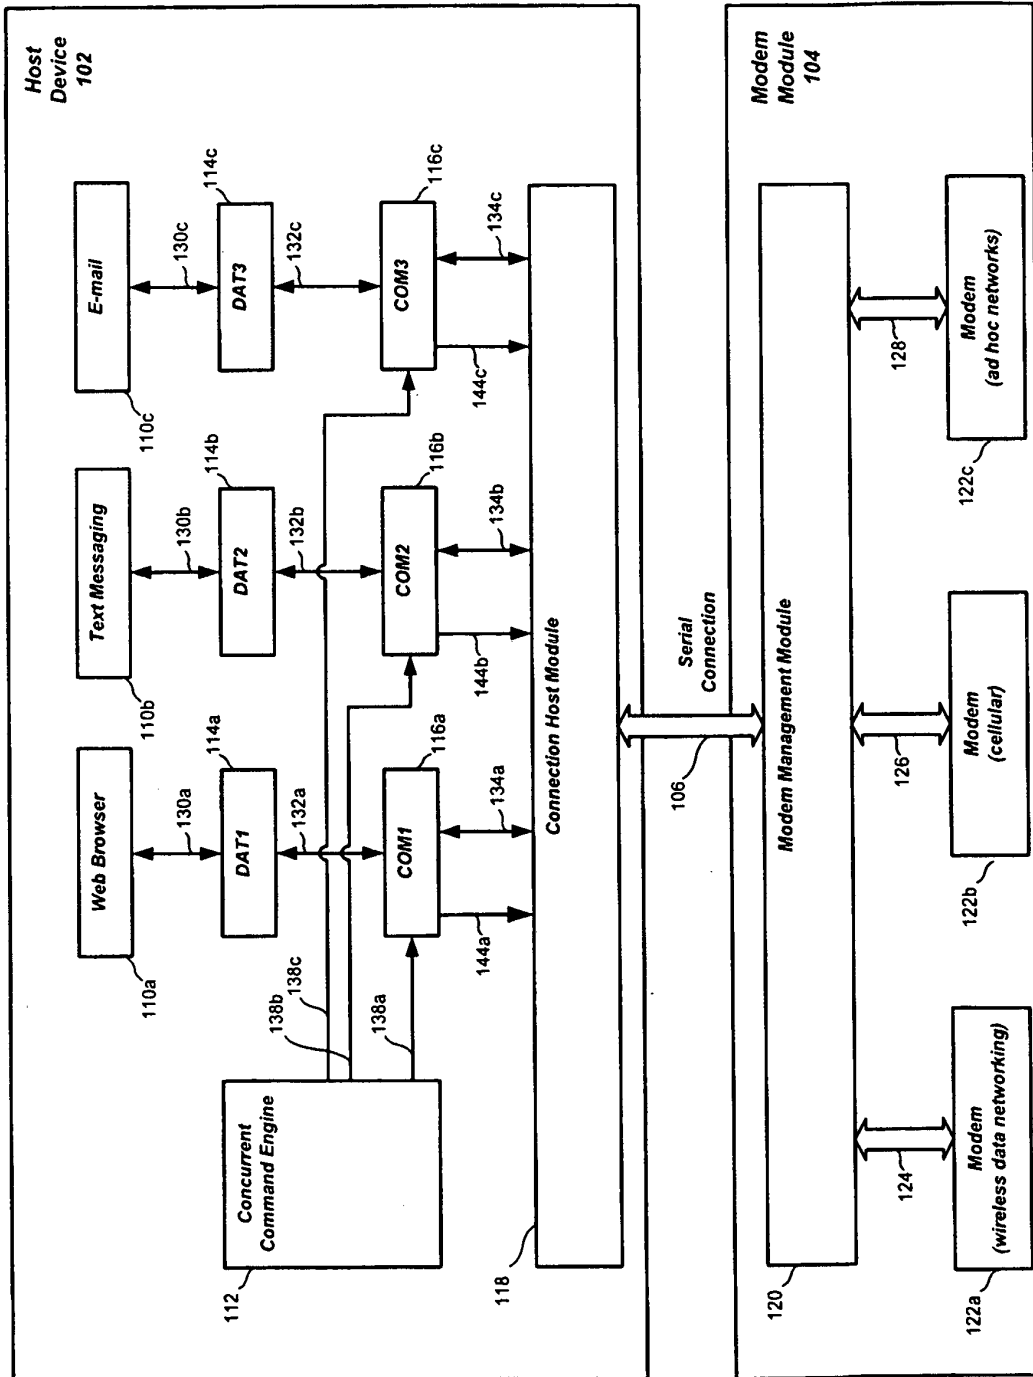 Host
Device
102
Web Browser
Text Messaging
E-mail
110a
110b
110c
130a
130b
130c
114a
114b
114c
DAT1
DAT2
DAT3
132a
132b
132c
Concurrent
Command Engine
112
138c
138b
138a
116a
116b
116c
COM1
COM2
COM3
144a
134a
144b
134b
144c
134c
Connection Host Module
118
106
Serial
Connection
Modem
Module
104
Modem Management Module
120
124
126
128
Modem
(wireless data networking)
122a
Modem
(cellular)
122b
Modem
(ad hoc networks)
122c